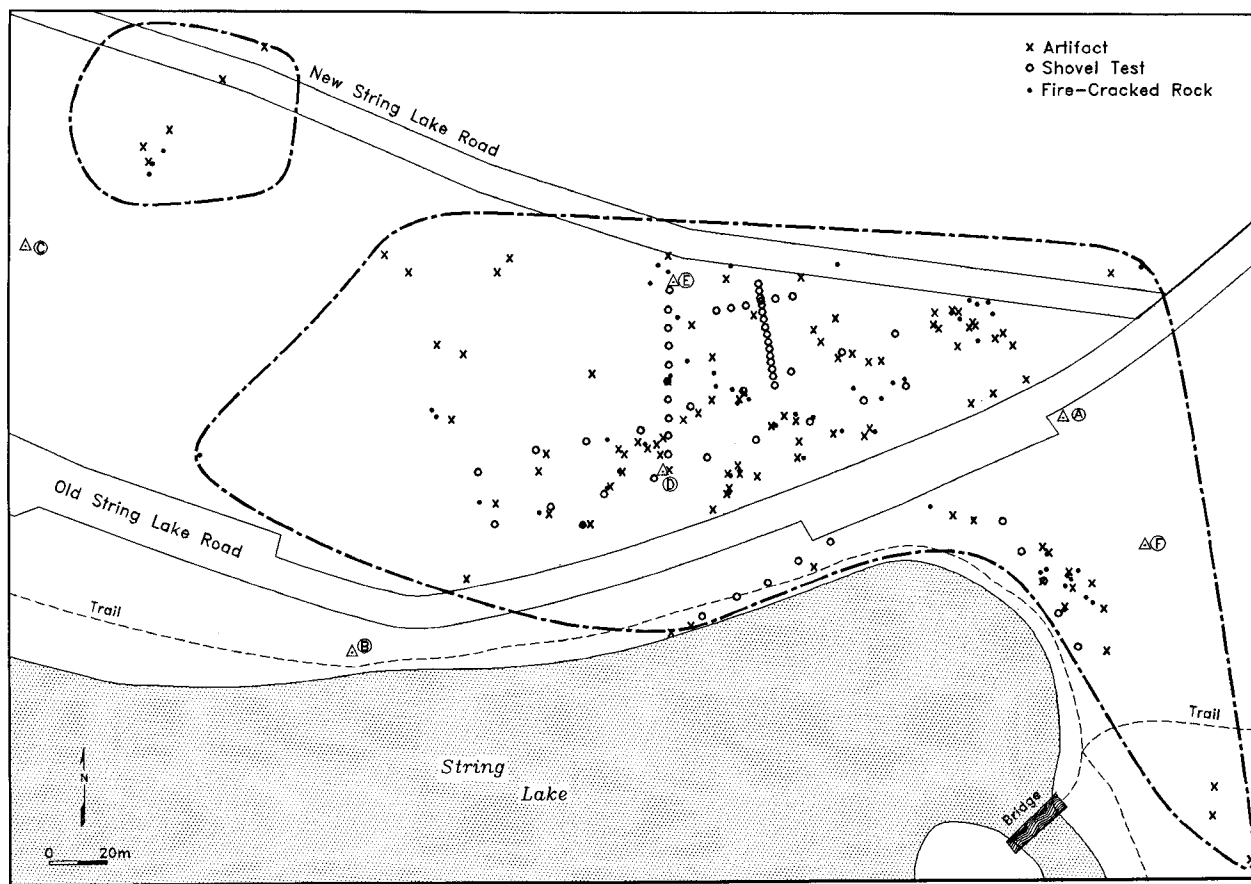 x Artifact
o Shovel Test
• Fire-Cracked Rock
New String Lake Road
C
E
A
D
Old String Lake Road
F
Trail
B
Trail
String
Lake
Bridge
N
0 20m